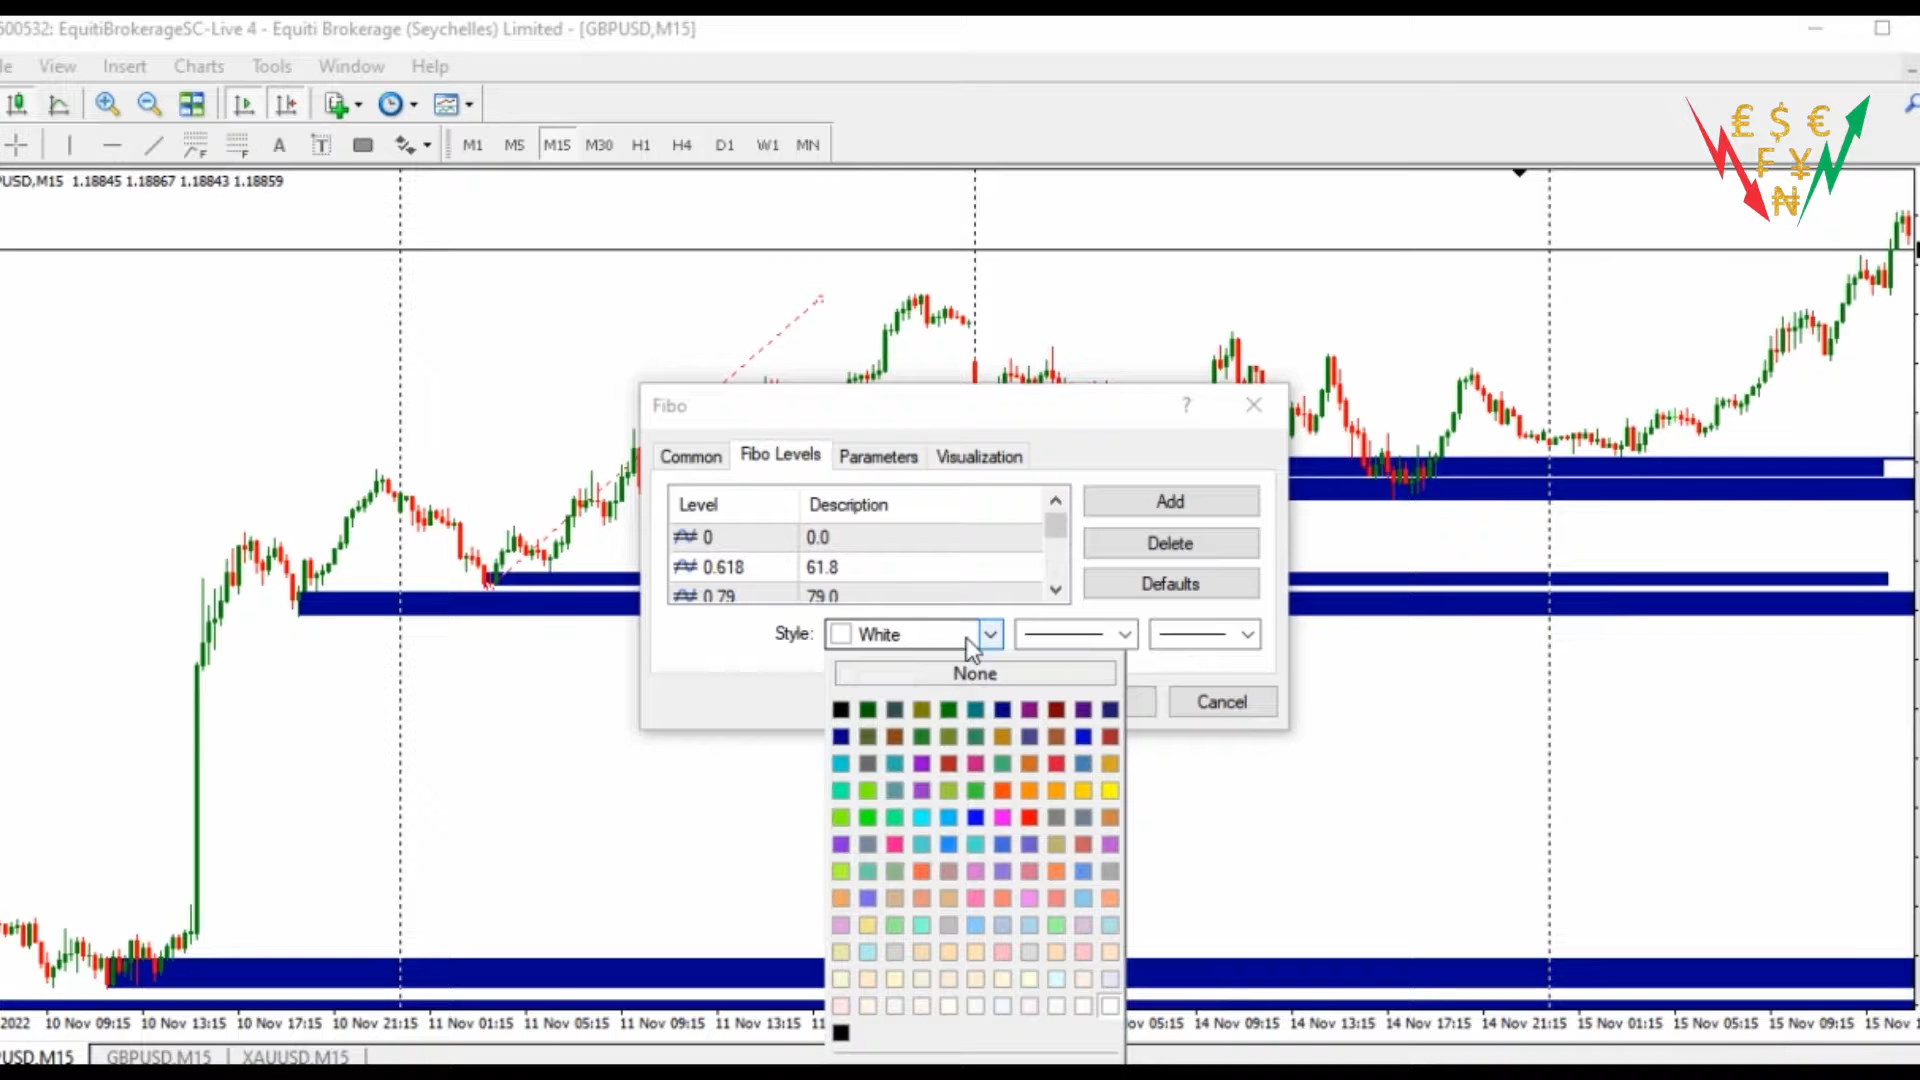 500532: EquitiBrokerageSC-Live 4 - Equiti Brokerage (Seychelles) Limited - [GBPUSD,M15]
le View Insert Charts Tools Window Help
A T M1 M5 M15 M30 H1 H4 D1 W1 MN
£ $ €
₣ ¥
₦
PUSD,M15 1.18845 1.18867 1.18843 1.18859
Fibo ?
Common Fibo Levels Parameters Visualization
Level Description Add
0 0.0
0.618 61.8 Delete
0.79 79.0 Defaults
Style: White
None
Cancel
2022 10 Nov 09:15 10 Nov 13:15 10 Nov 17:15 10 Nov 21:15 11 Nov 01:15 11 Nov 05:15 11 Nov 09:15 11 Nov 13:15 11 ov 05:15 14 Nov 09:15 14 Nov 13:15 14 Nov 17:15 14 Nov 21:15 15 Nov 01:15 15 Nov 05:15 15 Nov 09:15 15 Nov 1
PUSD,M15 GBPUSD,M15 XAUUSD,M15